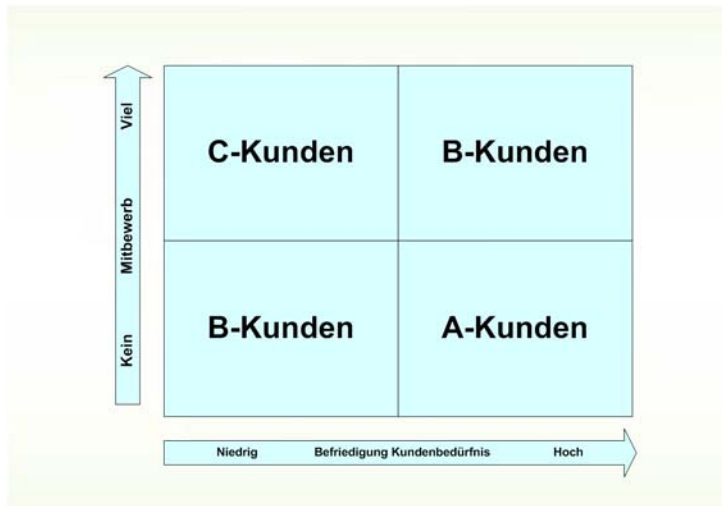 Viel
Mitbewerb
Kein
C-Kunden
B-Kunden
B-Kunden
A-Kunden
Niedrig
Befriedigung Kundenbedürfnis
Hoch